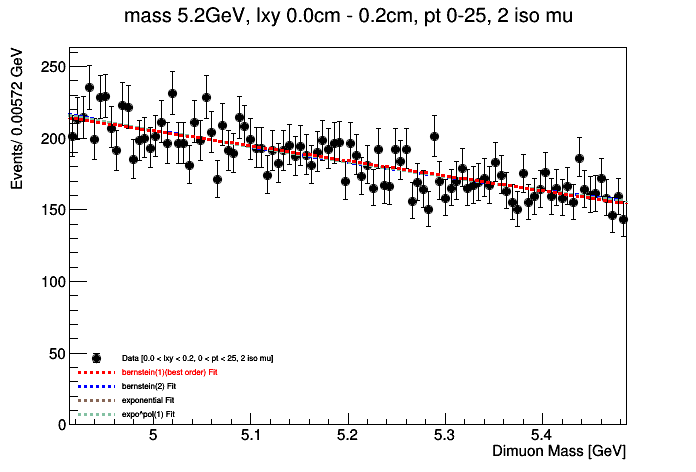 mass 5.2GeV, lxy 0.0cm - 0.2cm, pt 0-25, 2 iso mu
Events/ 0.00572 GeV
250
200
150
100
50
0
Data [0.0 < lxy < 0.2, 0 < pt < 25, 2 iso mu]
bernstein(1)(best order) Fit
bernstein(2) Fit
exponential Fit
expo*pol(1) Fit
5 5.1 5.2 5.3 5.4
Dimuon Mass [GeV]